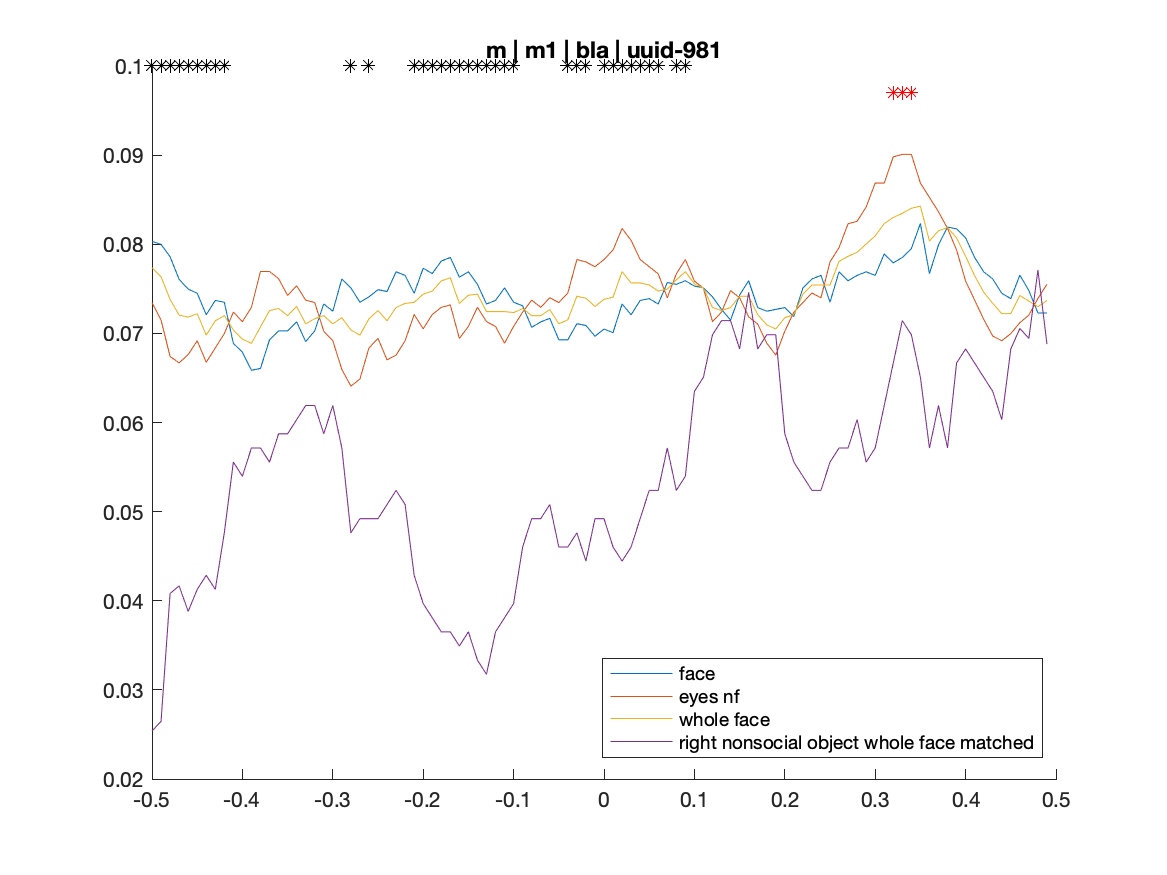 m | m1 | bla | uuid-981
0.1
0.09
0.08
0.07
0.06
0.05
0.04
0.03
0.02
-0.5 -0.4 -0.3 -0.2 -0.1 0 0.1 0.2 0.3 0.4 0.5
face
eyes nf
whole face
right nonsocial object whole face matched